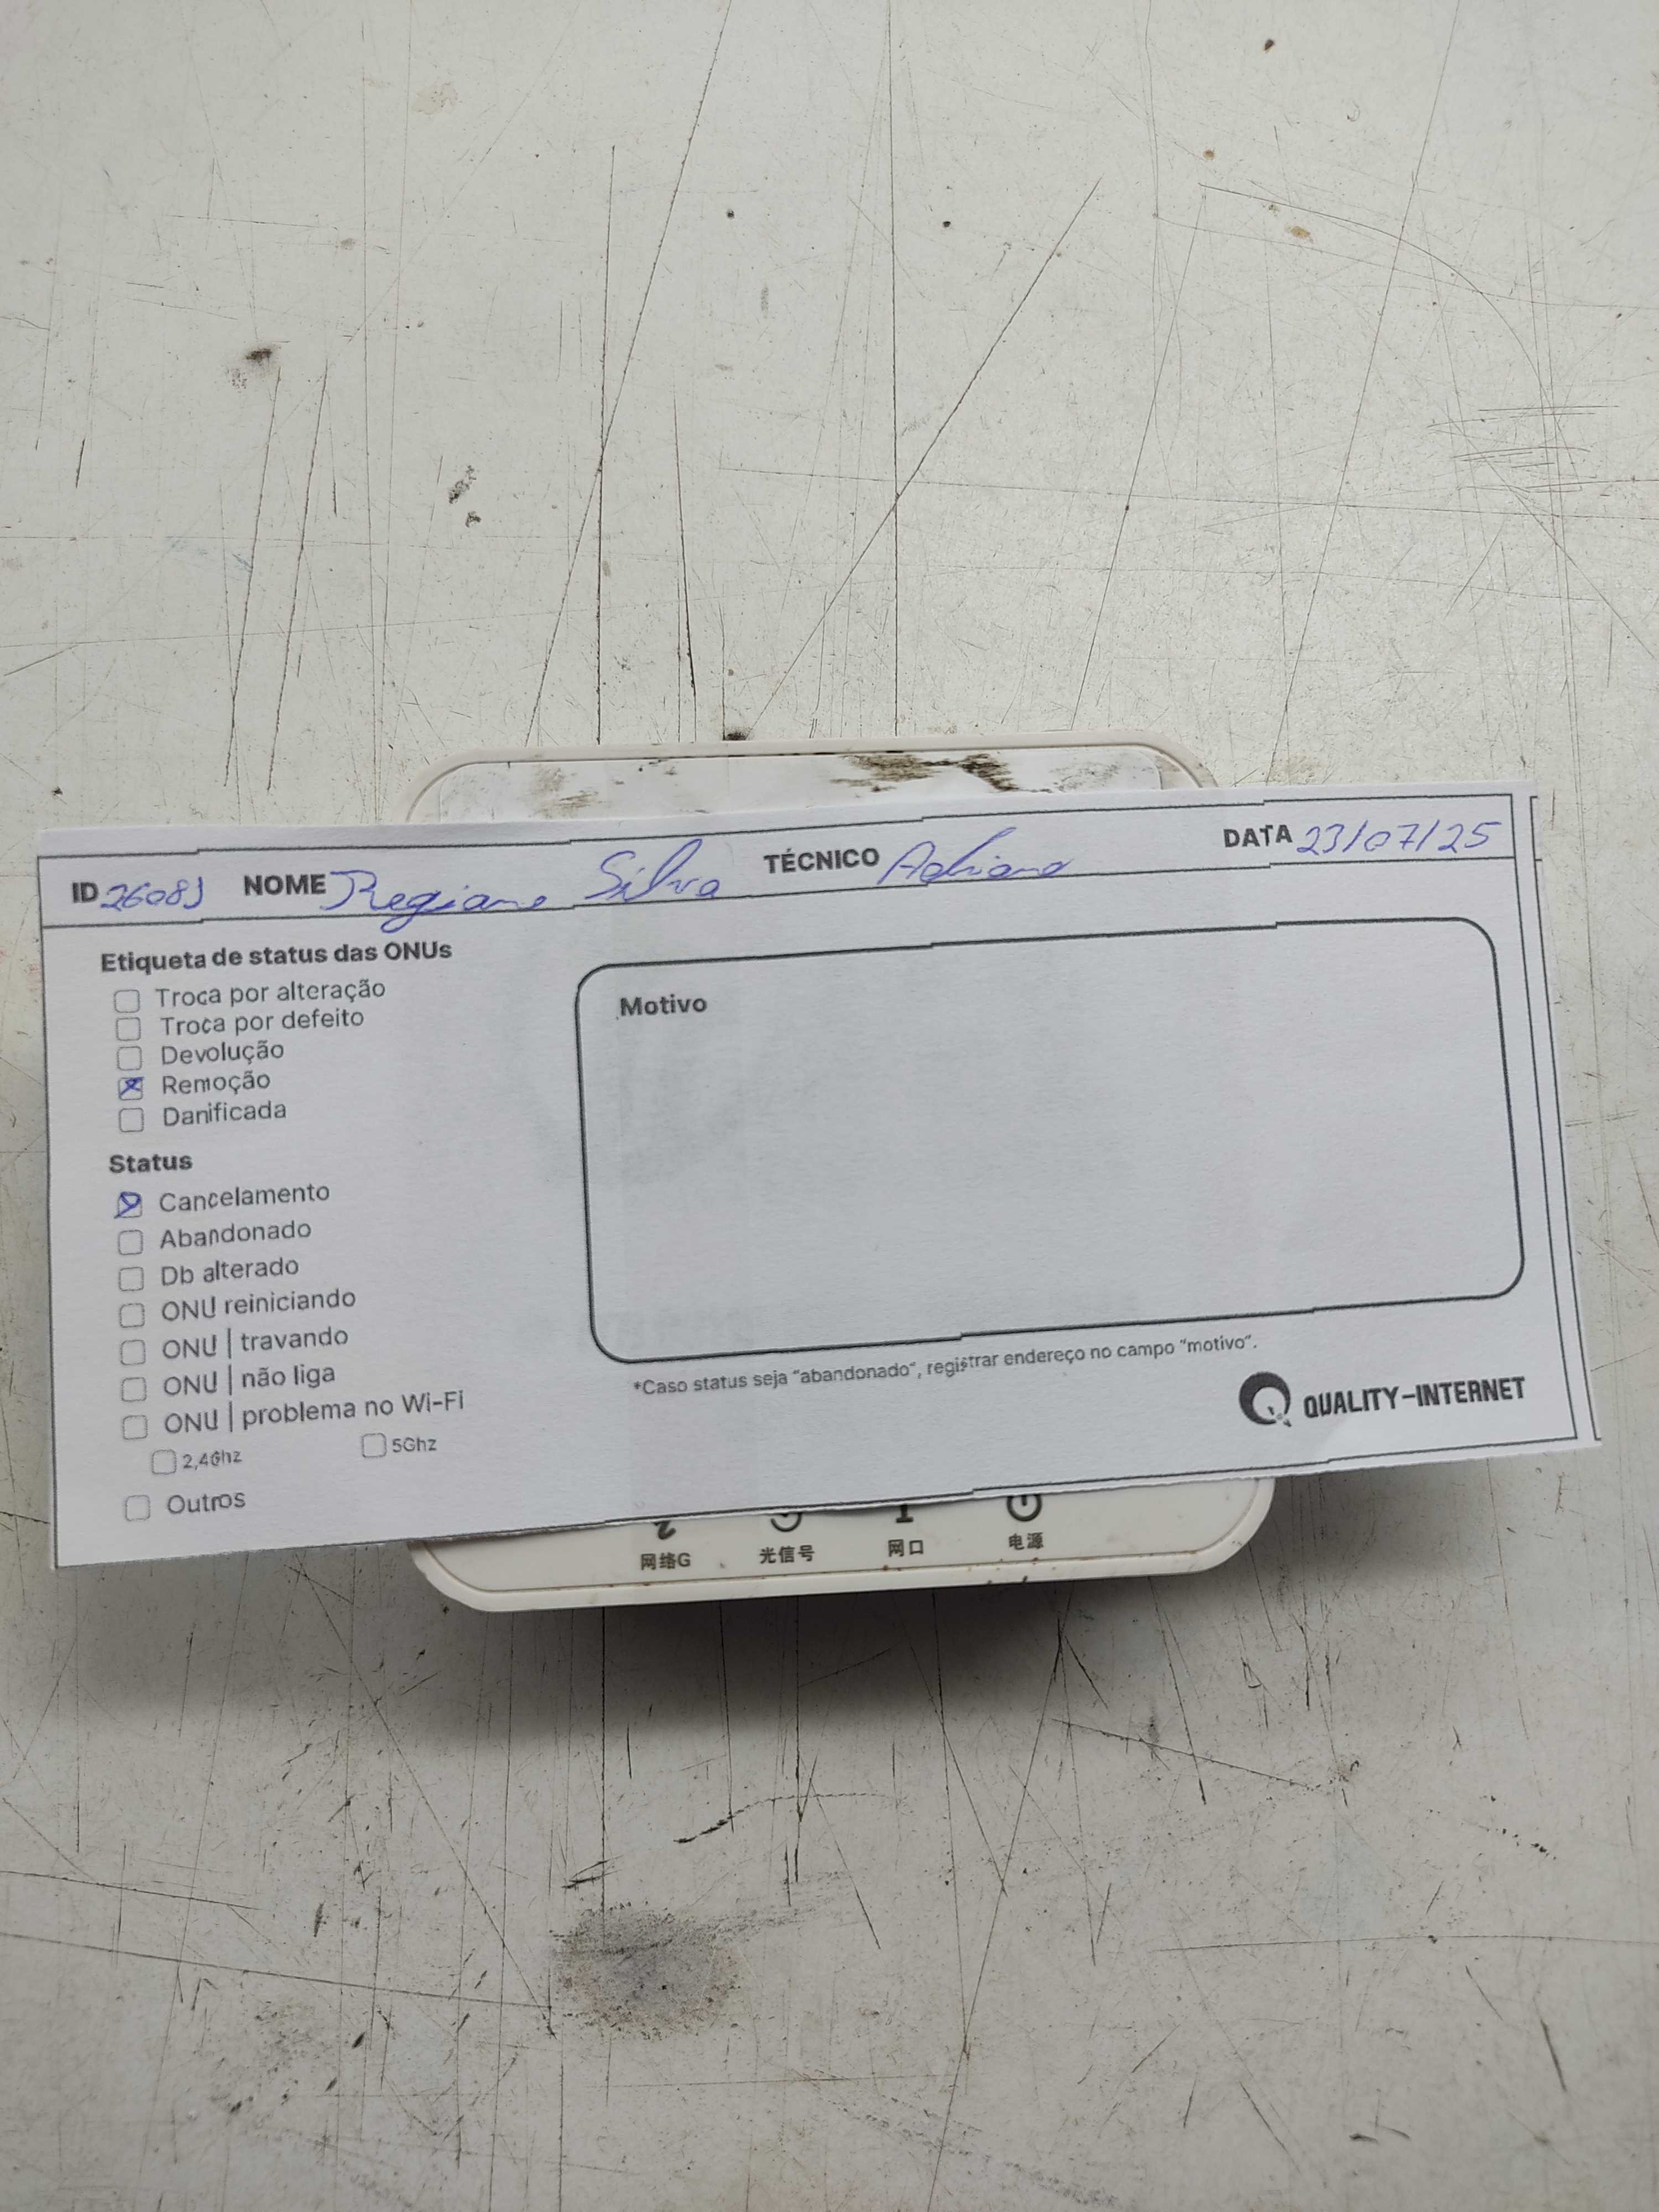 ID 26083 NOME Regiane Silva TÉCNICO Adriano DATA 23/07/25
Etiqueta de status das ONUs
Troca por alteração
Troca por defeito
Devolução
Remoção
Danificada
Status
Cancelamento
Abandonado
Db alterado
ONU reiniciando
ONU | travando
ONU | não liga
ONU | problema no Wi-Fi
2,4Ghz 5Ghz
Outros
Motivo
*Caso status seja "abandonado", registrar endereço no campo "motivo".
QUALITY-INTERNET
网络G 光信号 网口 电源